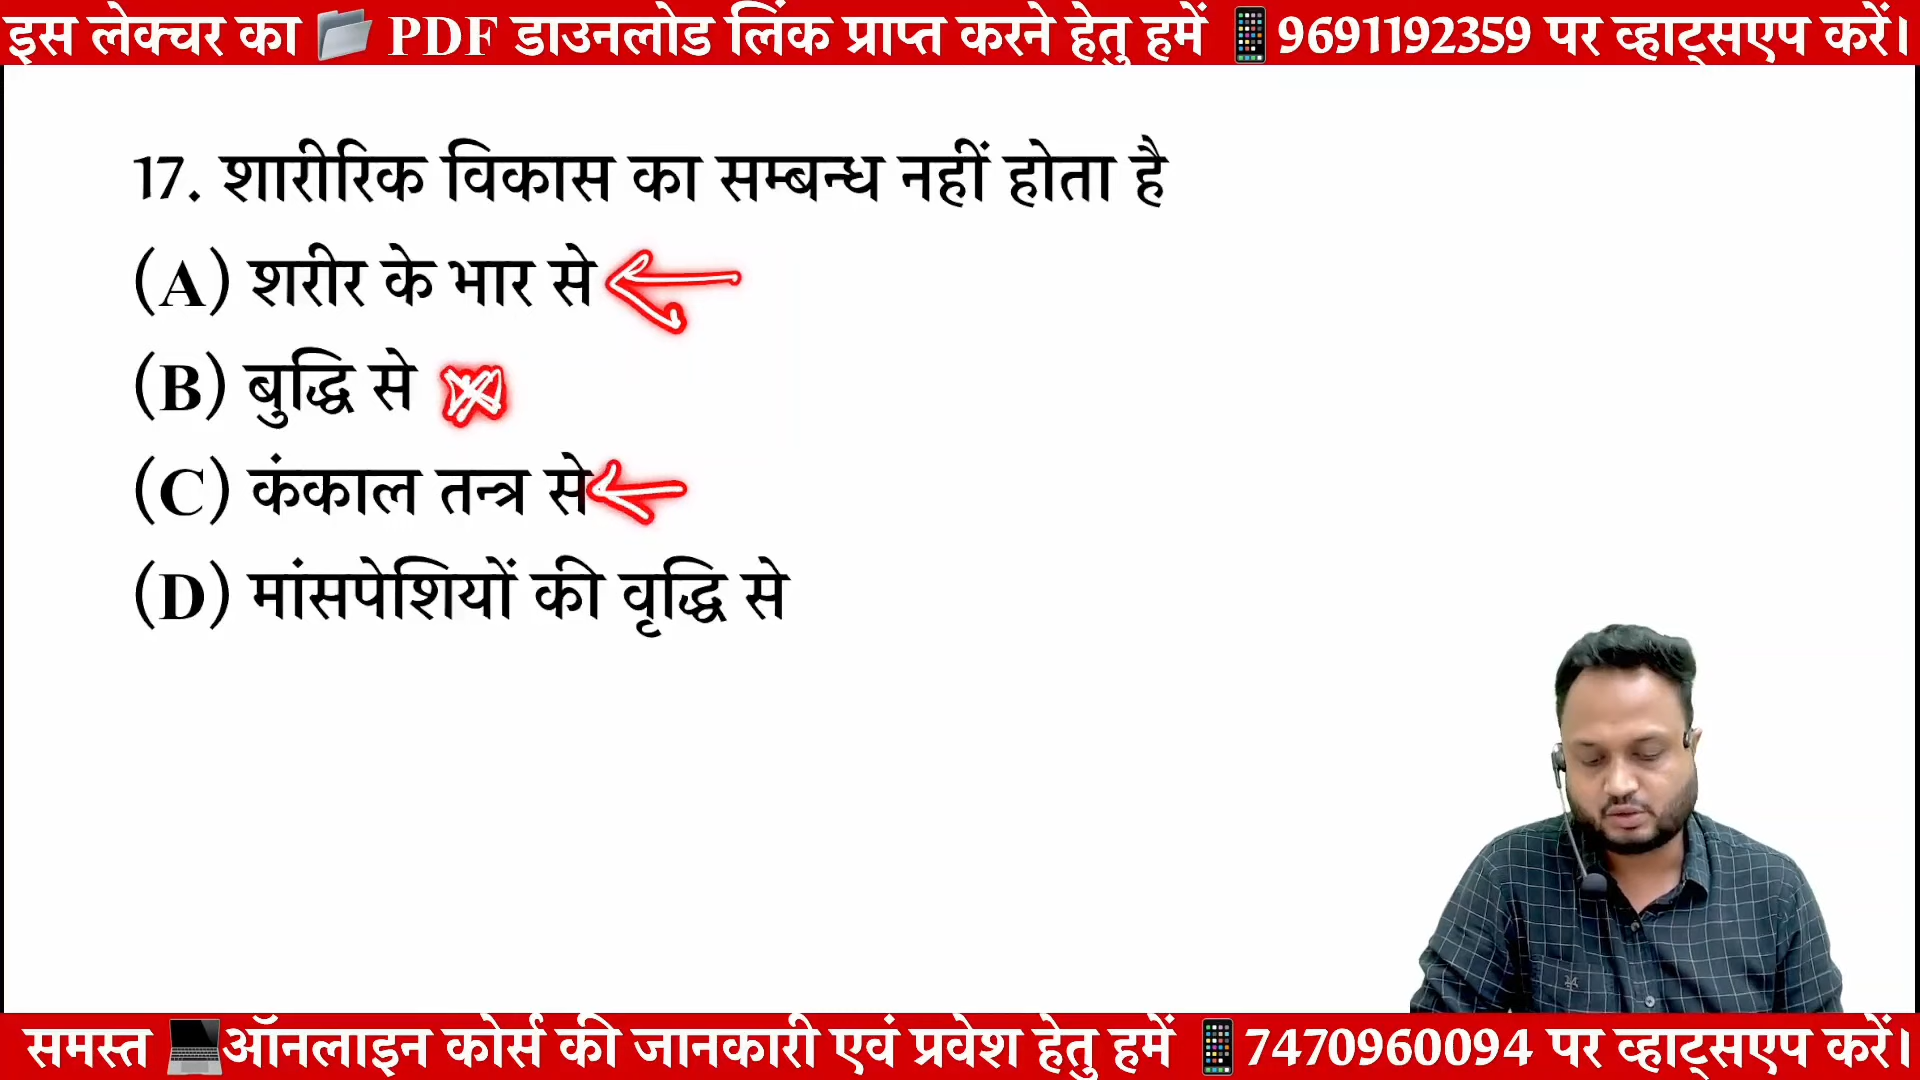 इस लेक्चर का 📁 PDF डाउनलोड लिंक प्राप्त करने हेतु हमें 📱9691192359 पर व्हाट्सएप करें।
17. शारीरिक विकास का सम्बन्ध नहीं होता है
(A) शरीर के भार से
(B) बुद्धि से
(C) कंकाल तन्त्र से
(D) मांसपेशियों की वृद्धि से
समस्त 💻ऑनलाइन कोर्स की जानकारी एवं प्रवेश हेतु हमें 📱7470960094 पर व्हाट्सएप करें।